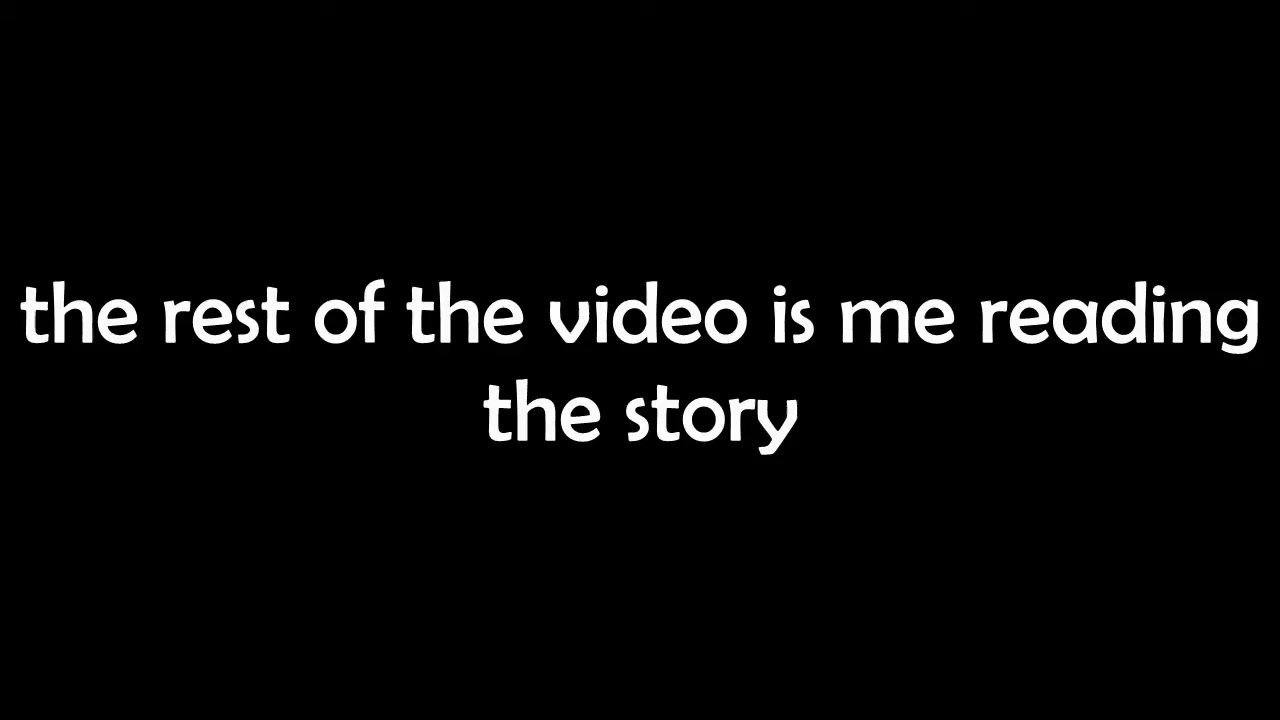 the rest of the video is me reading
the story